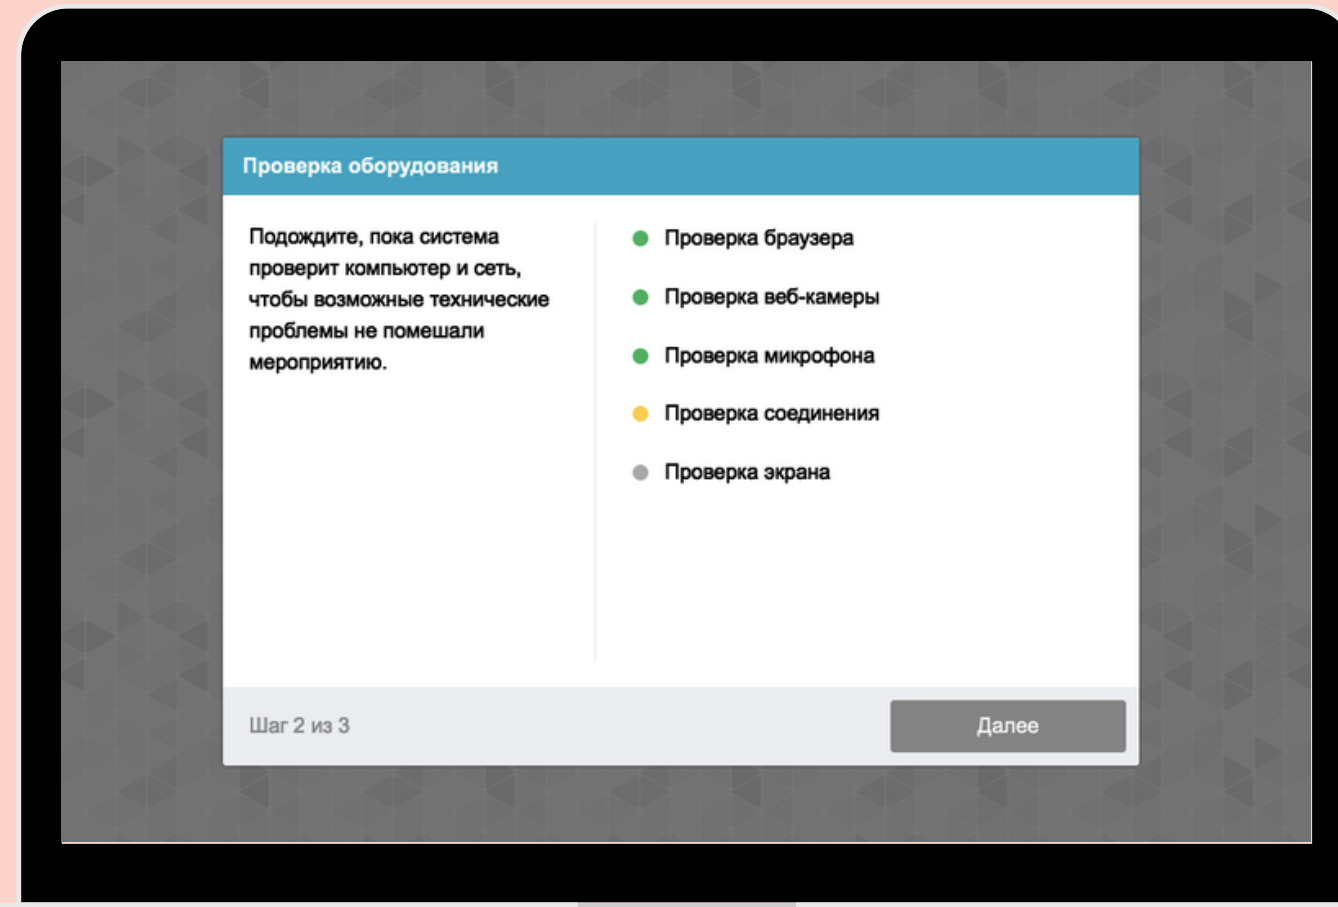 Проверка оборудования
Подождите, пока система
проверит компьютер и сеть,
чтобы возможные технические
проблемы не помешали
мероприятию.
Проверка браузера
Проверка веб-камеры
Проверка микрофона
Проверка соединения
Проверка экрана
Шаг 2 из 3
Далее